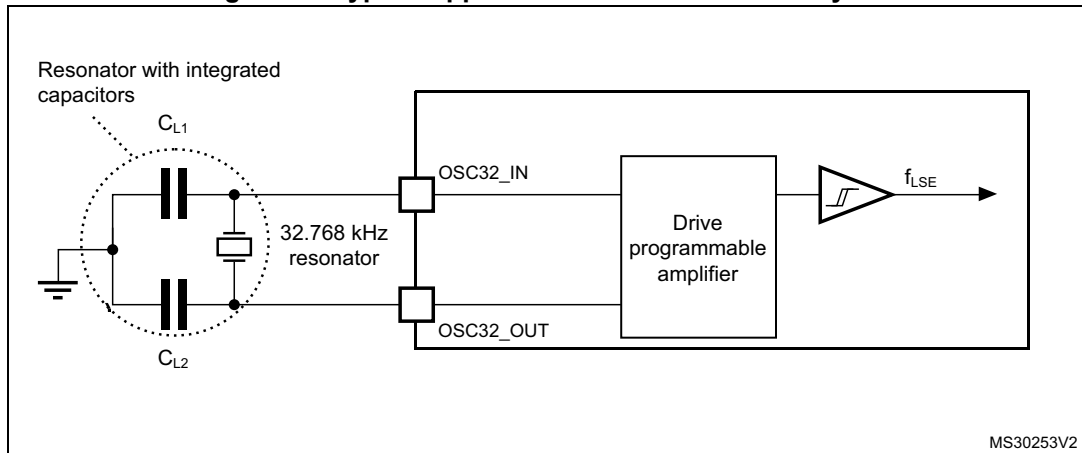 Resonator with integrated
capacitors
C_L1
OSC32_IN
32.768 kHz
resonator
Drive
programmable
amplifier
f_LSE
OSC32_OUT
C_L2
MS30253V2